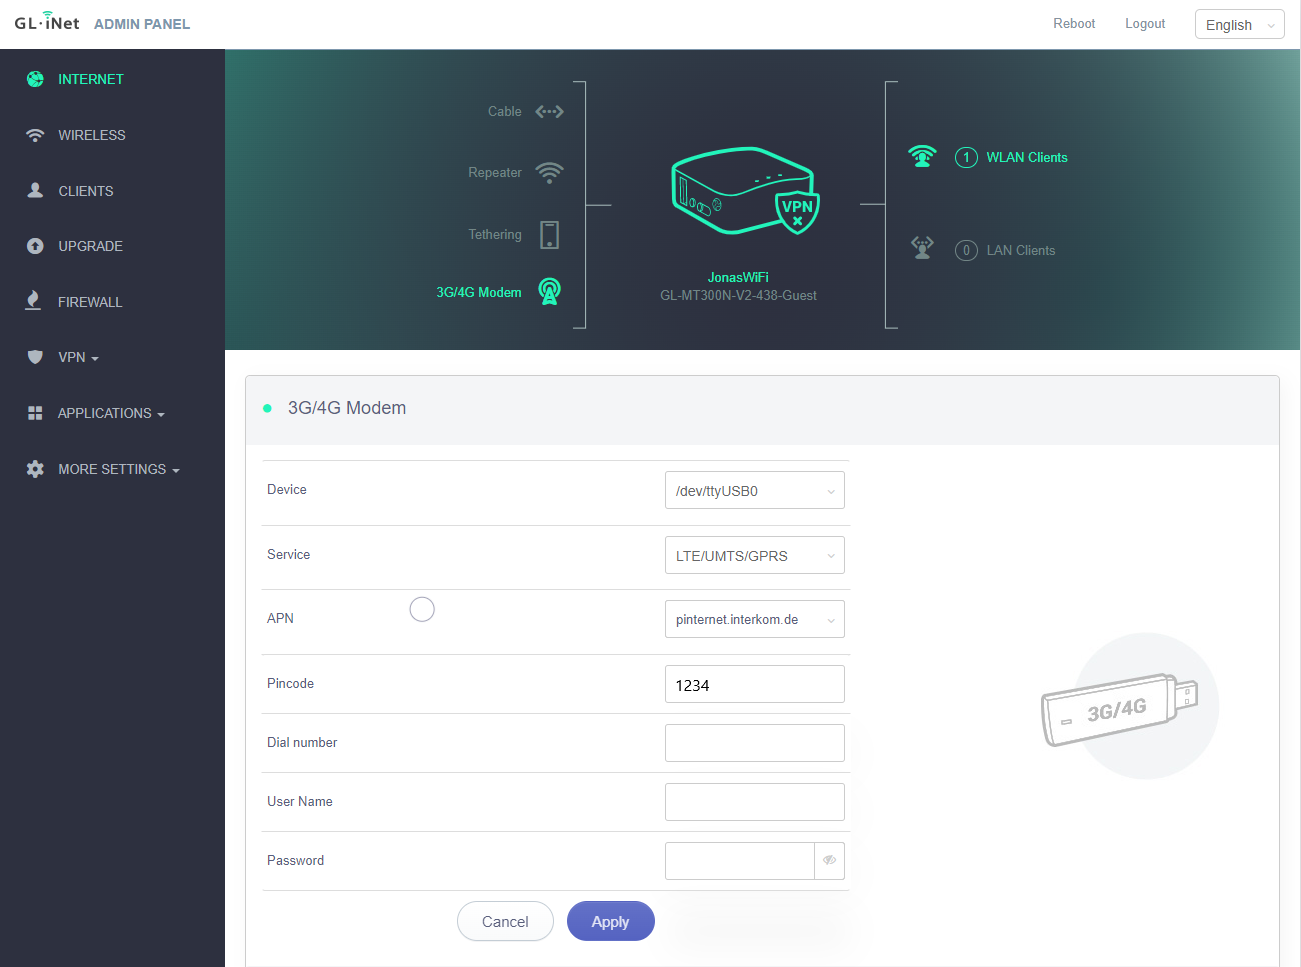 GL·iNet ADMIN PANEL
Reboot
Logout
English
INTERNET
WIRELESS
CLIENTS
UPGRADE
FIREWALL
VPN
APPLICATIONS
MORE SETTINGS
Cable
Repeater
Tethering
3G/4G Modem
VPN
JonasWiFi
GL-MT300N-V2-438-Guest
1 WLAN Clients
0 LAN Clients
3G/4G Modem
Device
/dev/ttyUSB0
Service
LTE/UMTS/GPRS
APN
pinternet.interkom.de
Pincode
1234
Dial number
User Name
Password
Cancel
Apply
3G/4G